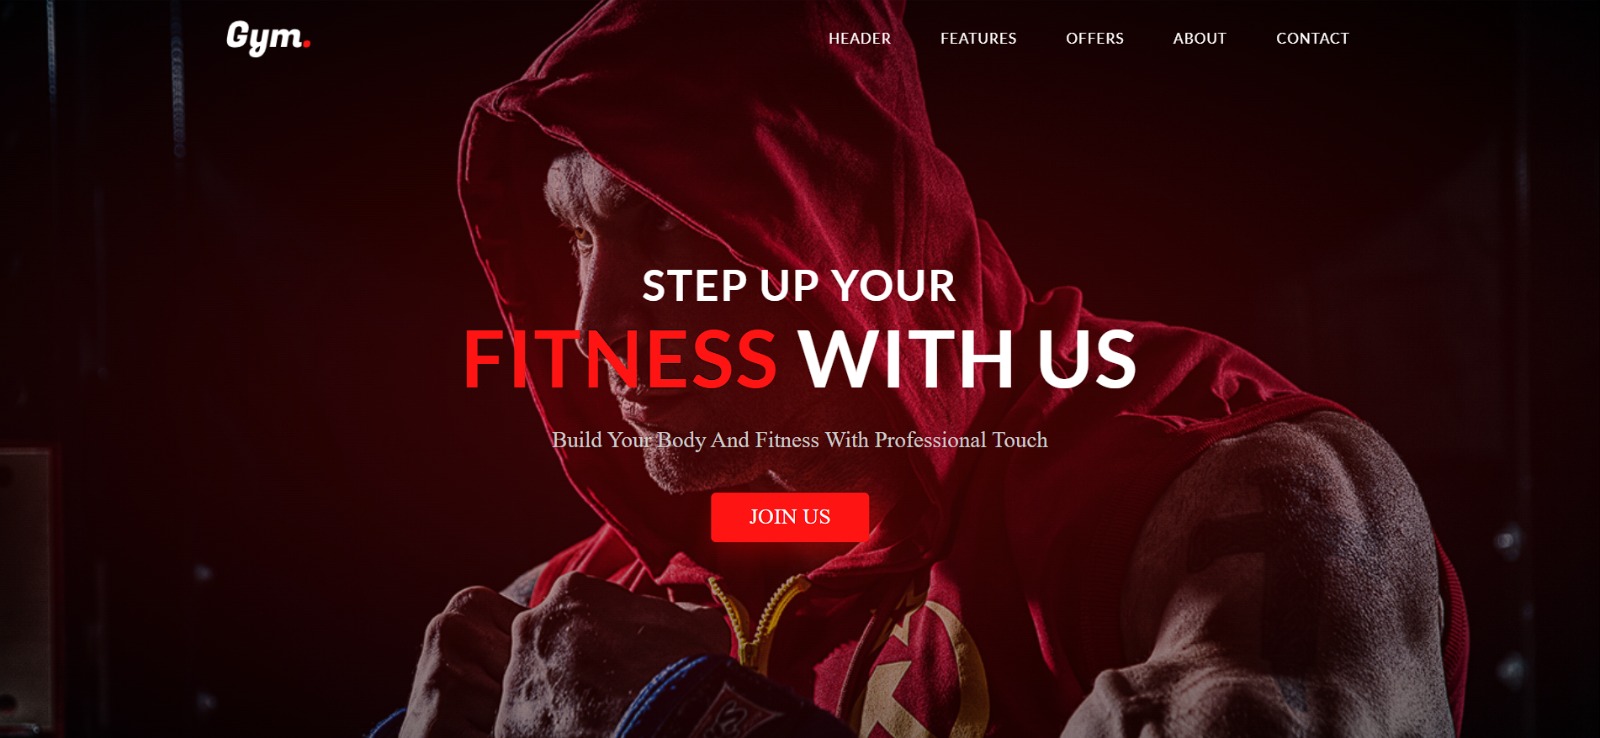 Gym.
HEADER FEATURES OFFERS ABOUT CONTACT
STEP UP YOUR
FITNESS WITH US
Build Your Body And Fitness With Professional Touch
JOIN US